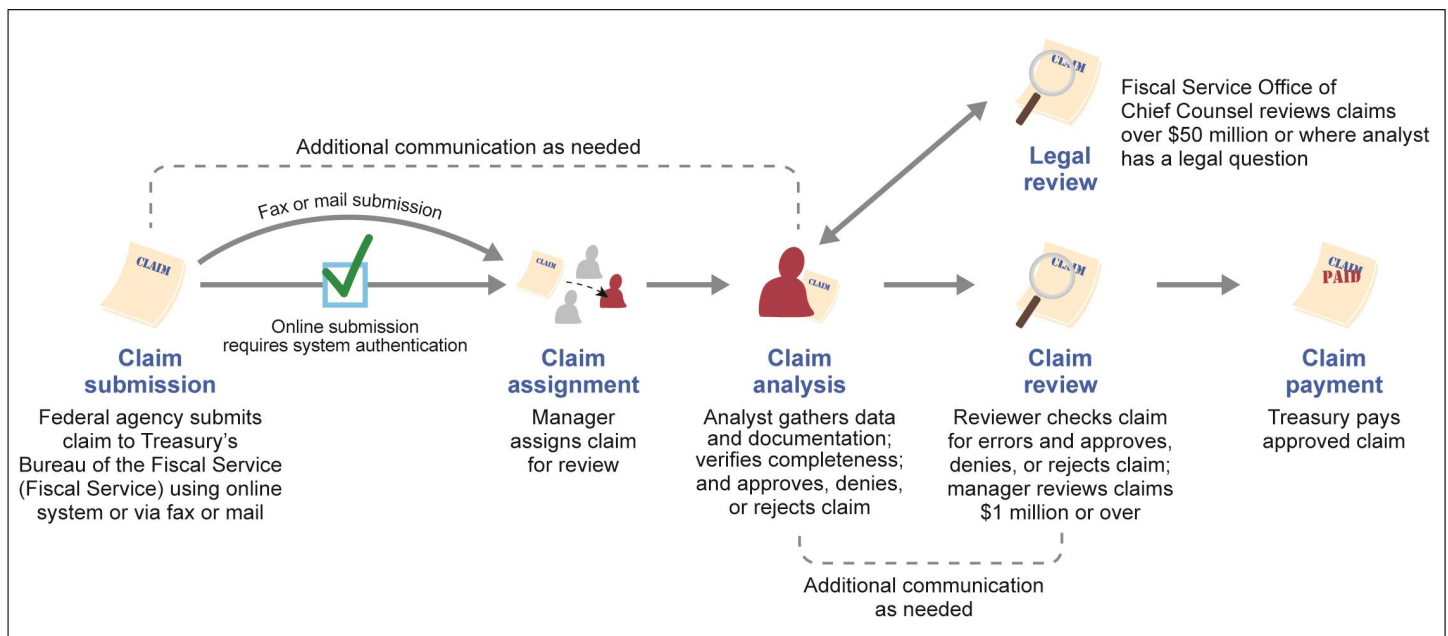 Additional communication as needed
Fax or mail submission
CLAIM
Online submission
requires system authentication
Claim
submission
Federal agency submits
claim to Treasury's
Bureau of the Fiscal Service
(Fiscal Service) using online
system or via fax or mail
CLAIM
Claim
assignment
Manager
assigns claim
for review
CLAIM
Claim
analysis
Analyst gathers data
and documentation;
verifies completeness;
and approves, denies,
or rejects claim
CLAIM
Legal
review
Fiscal Service Office of
Chief Counsel reviews claims
over $50 million or where analyst
has a legal question
CLAIM
Claim
review
Reviewer checks claim
for errors and approves,
denies, or rejects claim;
manager reviews claims
$1 million or over
Additional communication
as needed
CLAIM
PAID
Claim
payment
Treasury pays
approved claim